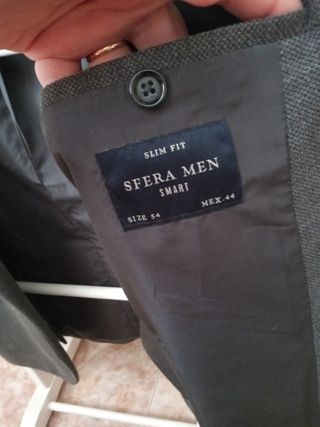 SLIM FIT
SFERA MEN
SMART
SIZE 54 MEX.44